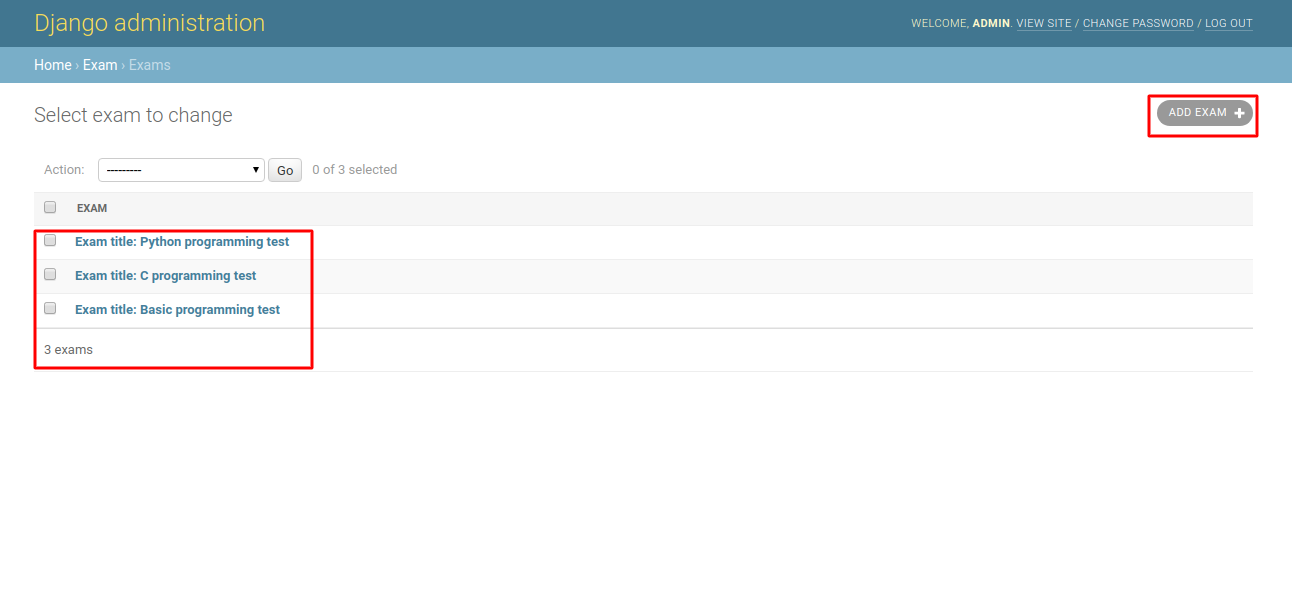 Django administration
WELCOME, ADMIN. VIEW SITE / CHANGE PASSWORD / LOG OUT
Home › Exam › Exams
Select exam to change
ADD EXAM +
Action: --------- Go 0 of 3 selected
EXAM
Exam title: Python programming test
Exam title: C programming test
Exam title: Basic programming test
3 exams